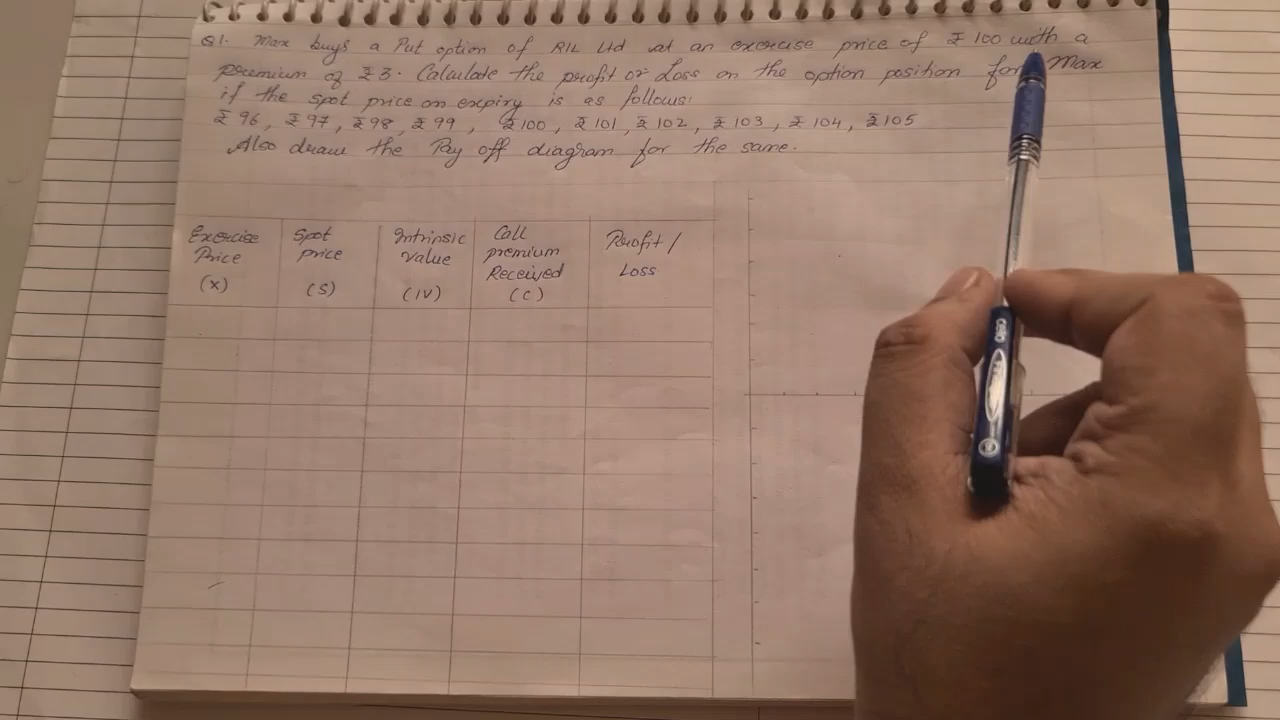 Q1. Max buys a Put option of RIL Ltd at an exercise price of ₹ 100 with a
premium of ₹ 3. Calculate the profit or Loss on the option position for Max
if the spot price on expiry is as follows:
₹ 96, ₹ 97, ₹ 98, ₹ 99, ₹ 100, ₹ 101, ₹ 102, ₹ 103, ₹ 104, ₹ 105
Also draw the Pay off diagram for the same.
Exercise Price (X)
Spot price (S)
Intrinsic value (IV)
Call premium Received (C)
Profit / Loss
cello